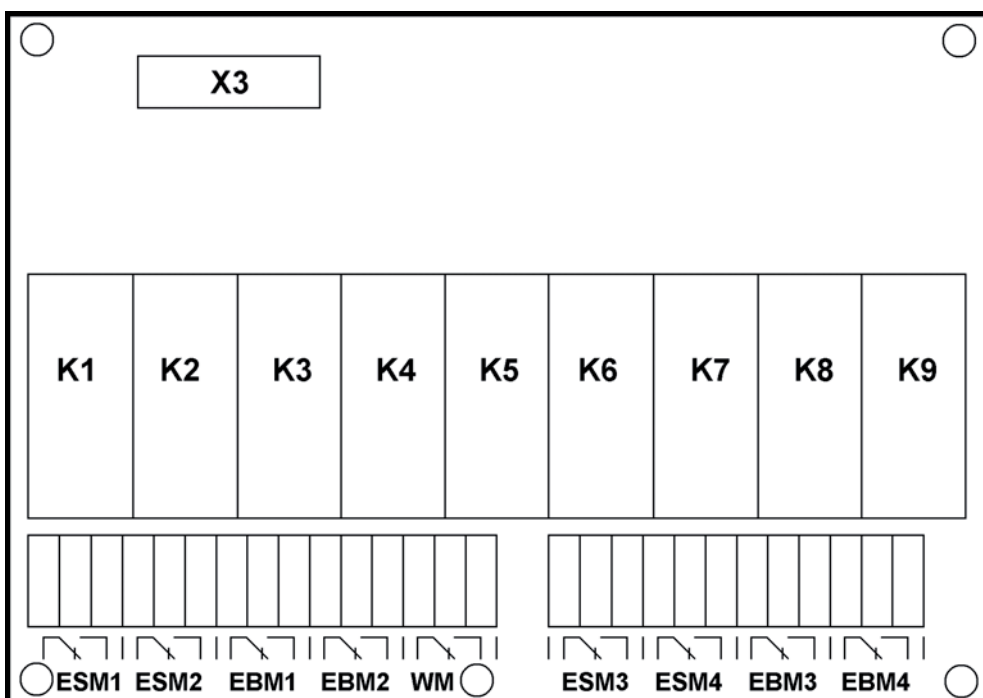 X3
K1 K2 K3 K4 K5 K6 K7 K8 K9
ESM1 ESM2 EBM1 EBM2 WM ESM3 ESM4 EBM3 EBM4